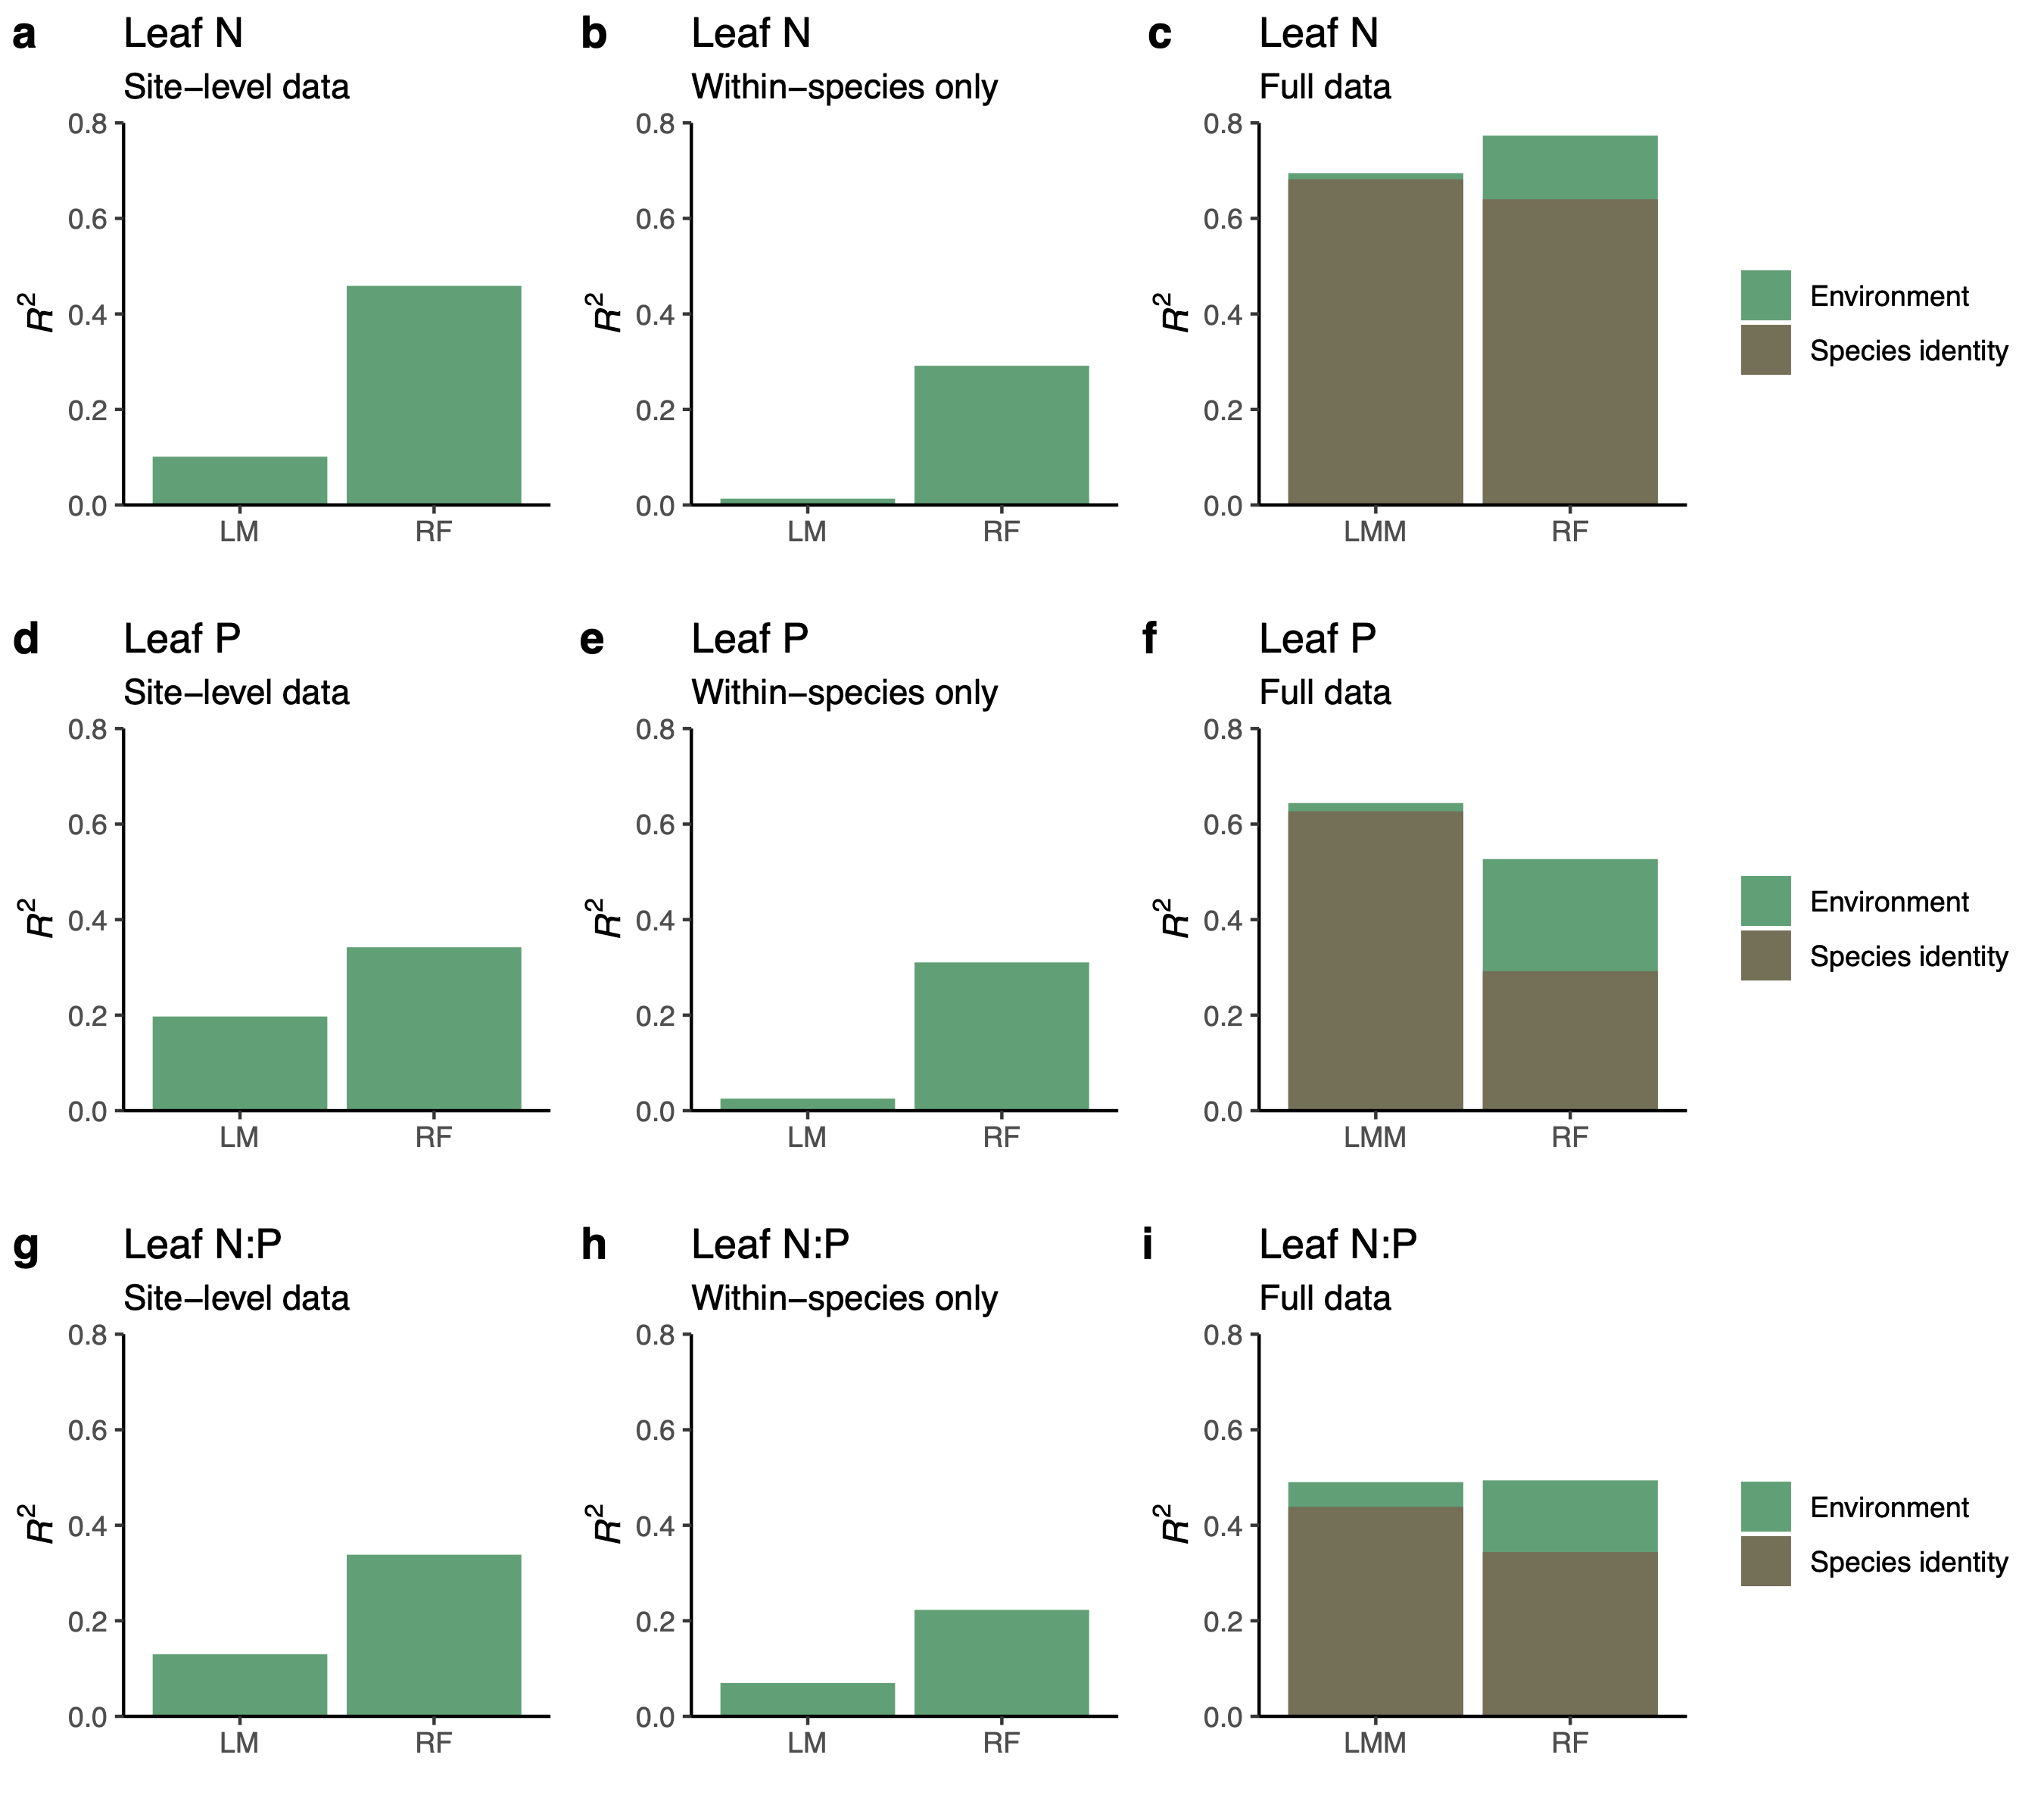 a Leaf N
Site−level data
0.8
0.6
0.4
0.2
0.0
R²
LM RF
b Leaf N
Within−species only
0.8
0.6
0.4
0.2
0.0
R²
LM RF
c Leaf N
Full data
0.8
0.6
0.4
0.2
0.0
R²
LMM RF
Environment
Species identity
d Leaf P
Site−level data
0.8
0.6
0.4
0.2
0.0
R²
LM RF
e Leaf P
Within−species only
0.8
0.6
0.4
0.2
0.0
R²
LM RF
f Leaf P
Full data
0.8
0.6
0.4
0.2
0.0
R²
LMM RF
Environment
Species identity
g Leaf N:P
Site−level data
0.8
0.6
0.4
0.2
0.0
R²
LM RF
h Leaf N:P
Within−species only
0.8
0.6
0.4
0.2
0.0
R²
LM RF
i Leaf N:P
Full data
0.8
0.6
0.4
0.2
0.0
R²
LMM RF
Environment
Species identity